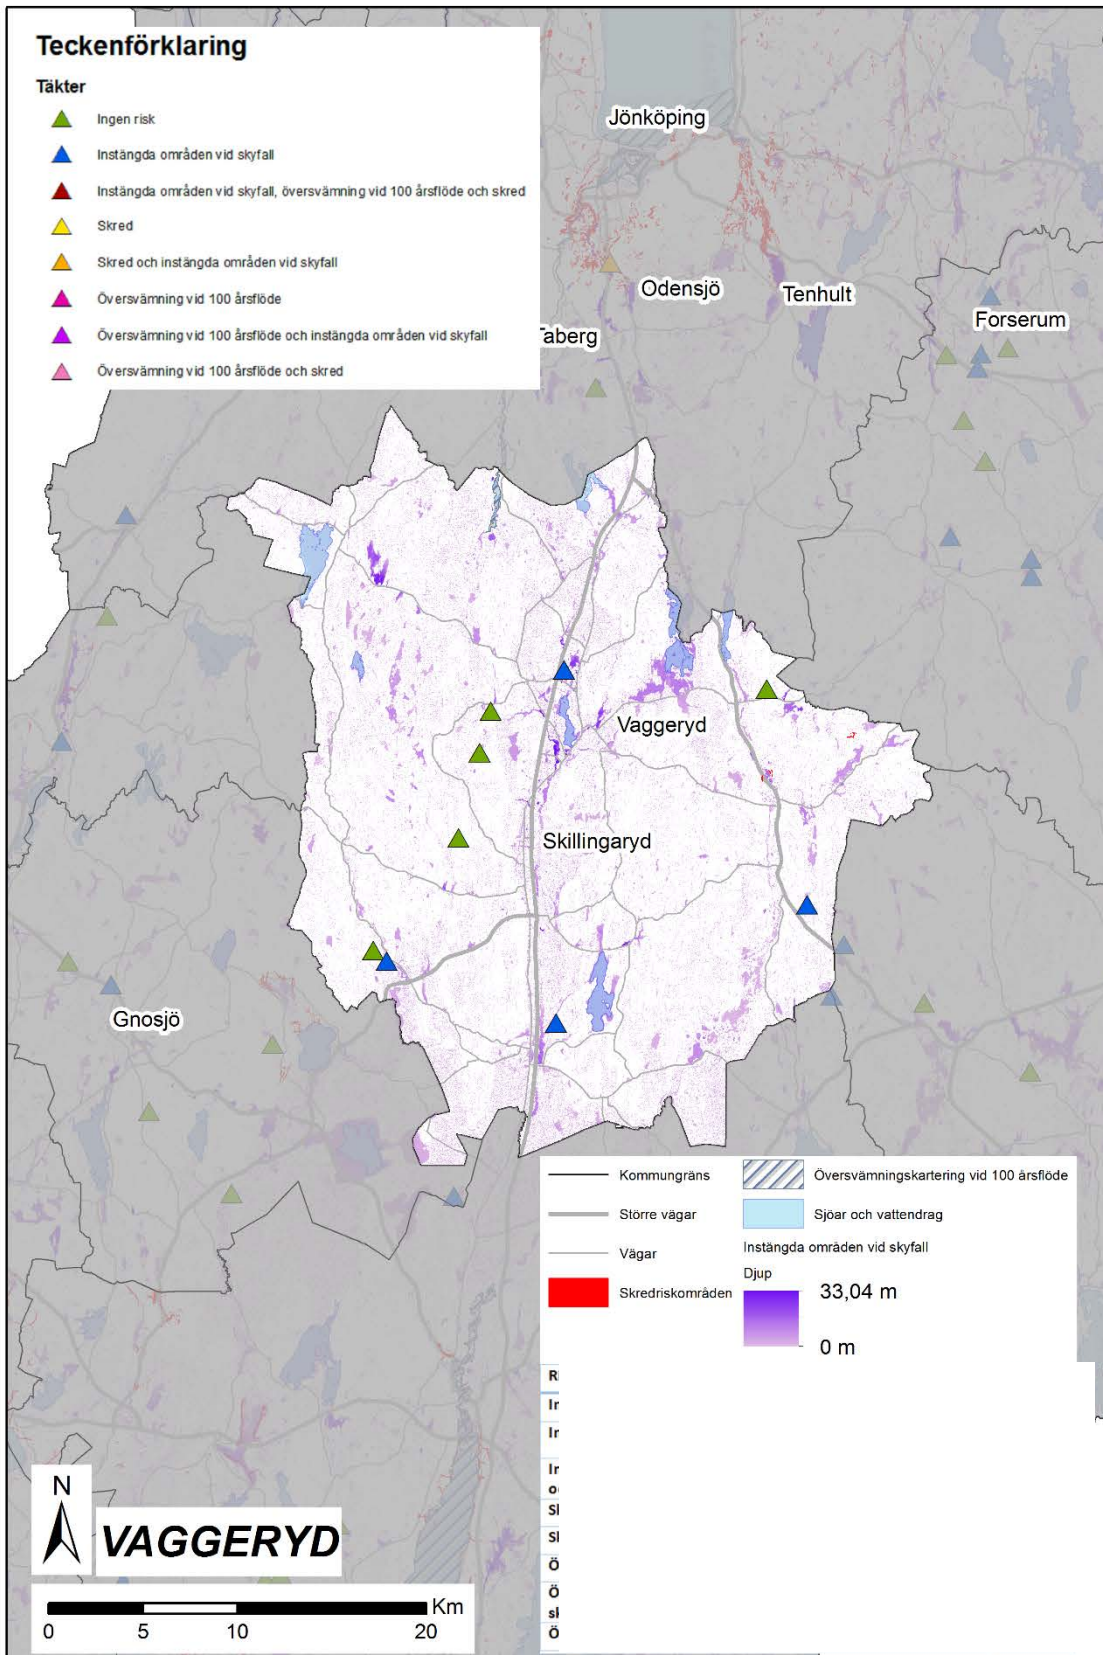 Teckenförklaring
Täkter
Ingen risk
Instängda områden vid skyfall
Instängda områden vid skyfall, översvämning vid 100 årsflöde och skred
Skred
Skred och instängda områden vid skyfall
Översvämning vid 100 årsflöde
Översvämning vid 100 årsflöde och instängda områden vid skyfall
Översvämning vid 100 årsflöde och skred
Jönköping
Odensjö
Tenhult
Forserum
Taberg
Vaggeryd
Skillingaryd
Gnosjö
Kommungräns
Större vägar
Vägar
Skredriskområden
Översvämningskartering vid 100 årsflöde
Sjöar och vattendrag
Instängda områden vid skyfall
Djup
33,04 m
0 m
N
VAGGERYD
Km
0 5 10 20